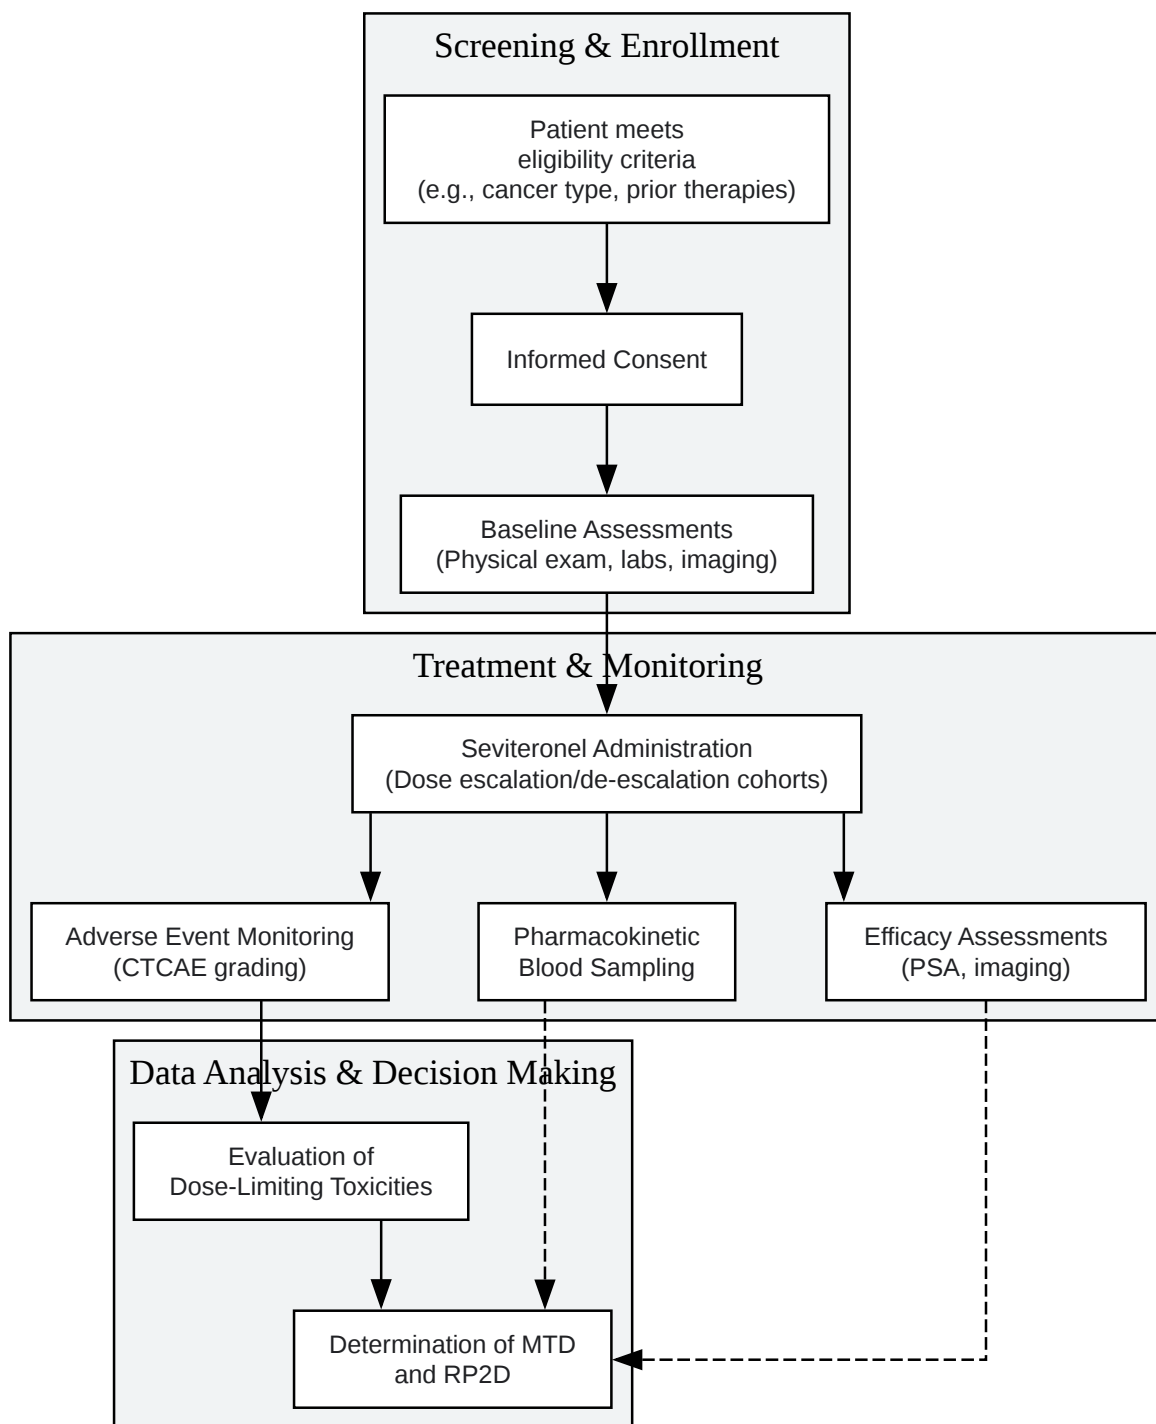 Screening & Enrollment
Patient meets
eligibility criteria
(e.g., cancer type, prior therapies)
Informed Consent
Baseline Assessments
(Physical exam, labs, imaging)
Treatment & Monitoring
Seviteronel Administration
(Dose escalation/de-escalation cohorts)
Adverse Event Monitoring
(CTCAE grading)
Pharmacokinetic
Blood Sampling
Efficacy Assessments
(PSA, imaging)
Data Analysis & Decision Making
Evaluation of
Dose-Limiting Toxicities
Determination of MTD
and RP2D